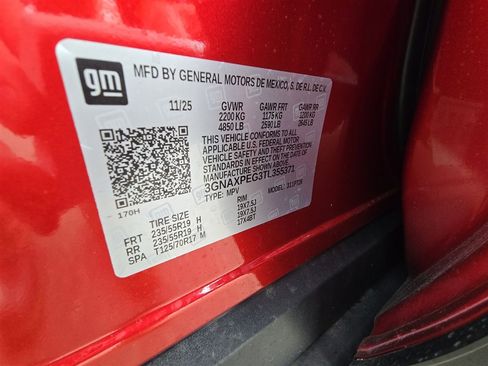 gm
MFD BY GENERAL MOTORS DE MEXICO, S. DE R.L. DE C.V.
11/25 GVWR GAWR FRT GAWR RR
2200 KG 1175 KG 1200 KG
4850 LB 2590 LB 2645 LB
THIS VEHICLE CONFORMS TO ALL
APPLICABLE U.S. FEDERAL MOTOR
VEHICLE SAFETY STANDARDS IN
EFFECT ON THE DATE OF
MANUFACTURE SHOWN ABOVE.
3GNAXPEG3TL355371
TYPE: MPV MODEL:
170H
TIRE SIZE RIM
FRT 235/55R19 H 19X7.5J
RR 235/55R19 H 19X7.5J
SPA T125/70R17 M 17X4BT